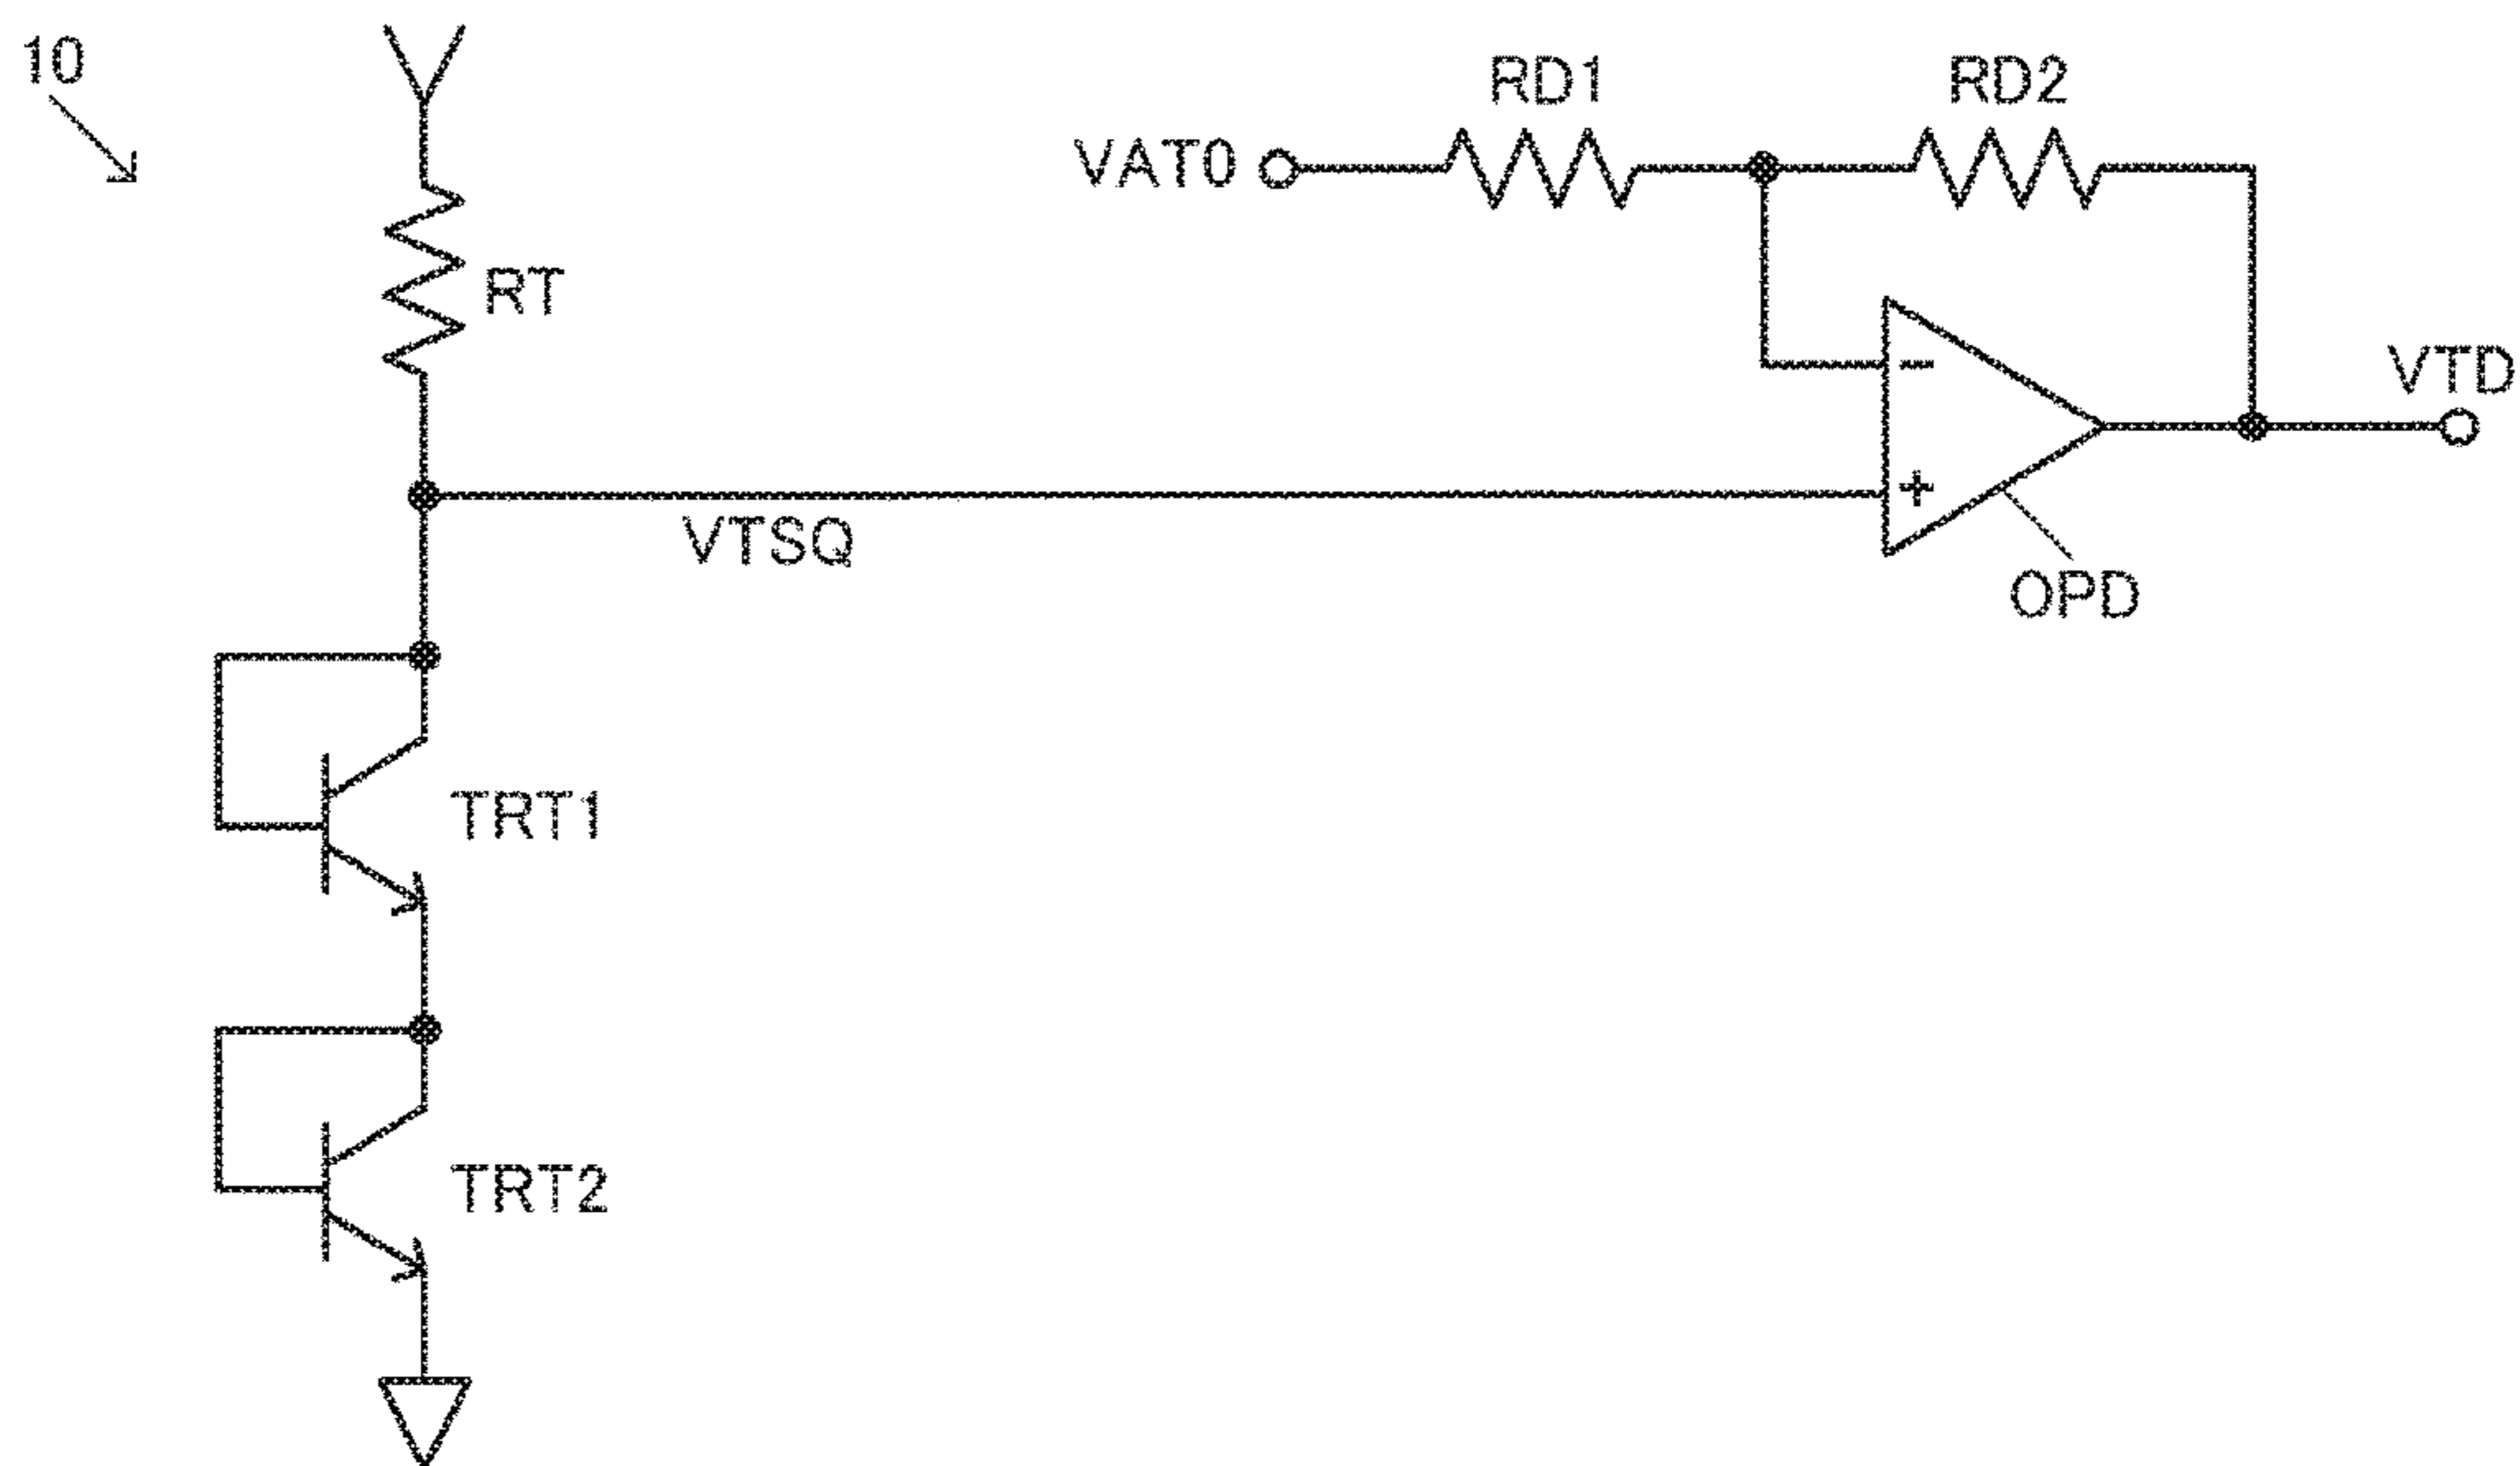 10
RD1
RD2
VAT0
RT
VTD
-
+
VTSQ
OPD
TRT1
TRT2